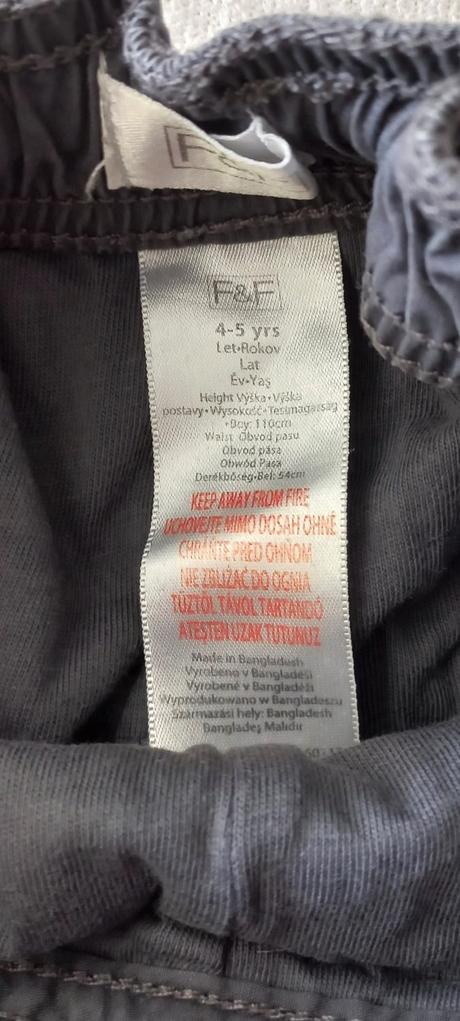 F&F
4-5 yrs
Let•Rokov
Lat
Év•Yaş
Height Výška•Výška
postavy•Wysokość•Testmagasság
•Boy: 110cm
Waist Obvod pasu
Obvod pása
Obwód Pasa
Derékbőség•Bel: 54cm
KEEP AWAY FROM FIRE
UCHOVEJTE MIMO DOSAH OHNĚ
CHRÁŇTE PRED OHŇOM
NIE ZBLIŻAĆ DO OGNIA
TŰZTŐL TÁVOL TARTANDÓ
ATEŞTEN UZAK TUTUNUZ
Made in Bangladesh
Vyrobeno v Bangladéši
Vyrobené v Bangladéši
Wyprodukowano w Bangladeszu
Származási hely: Bangladesh
Bangladeş Malıdır